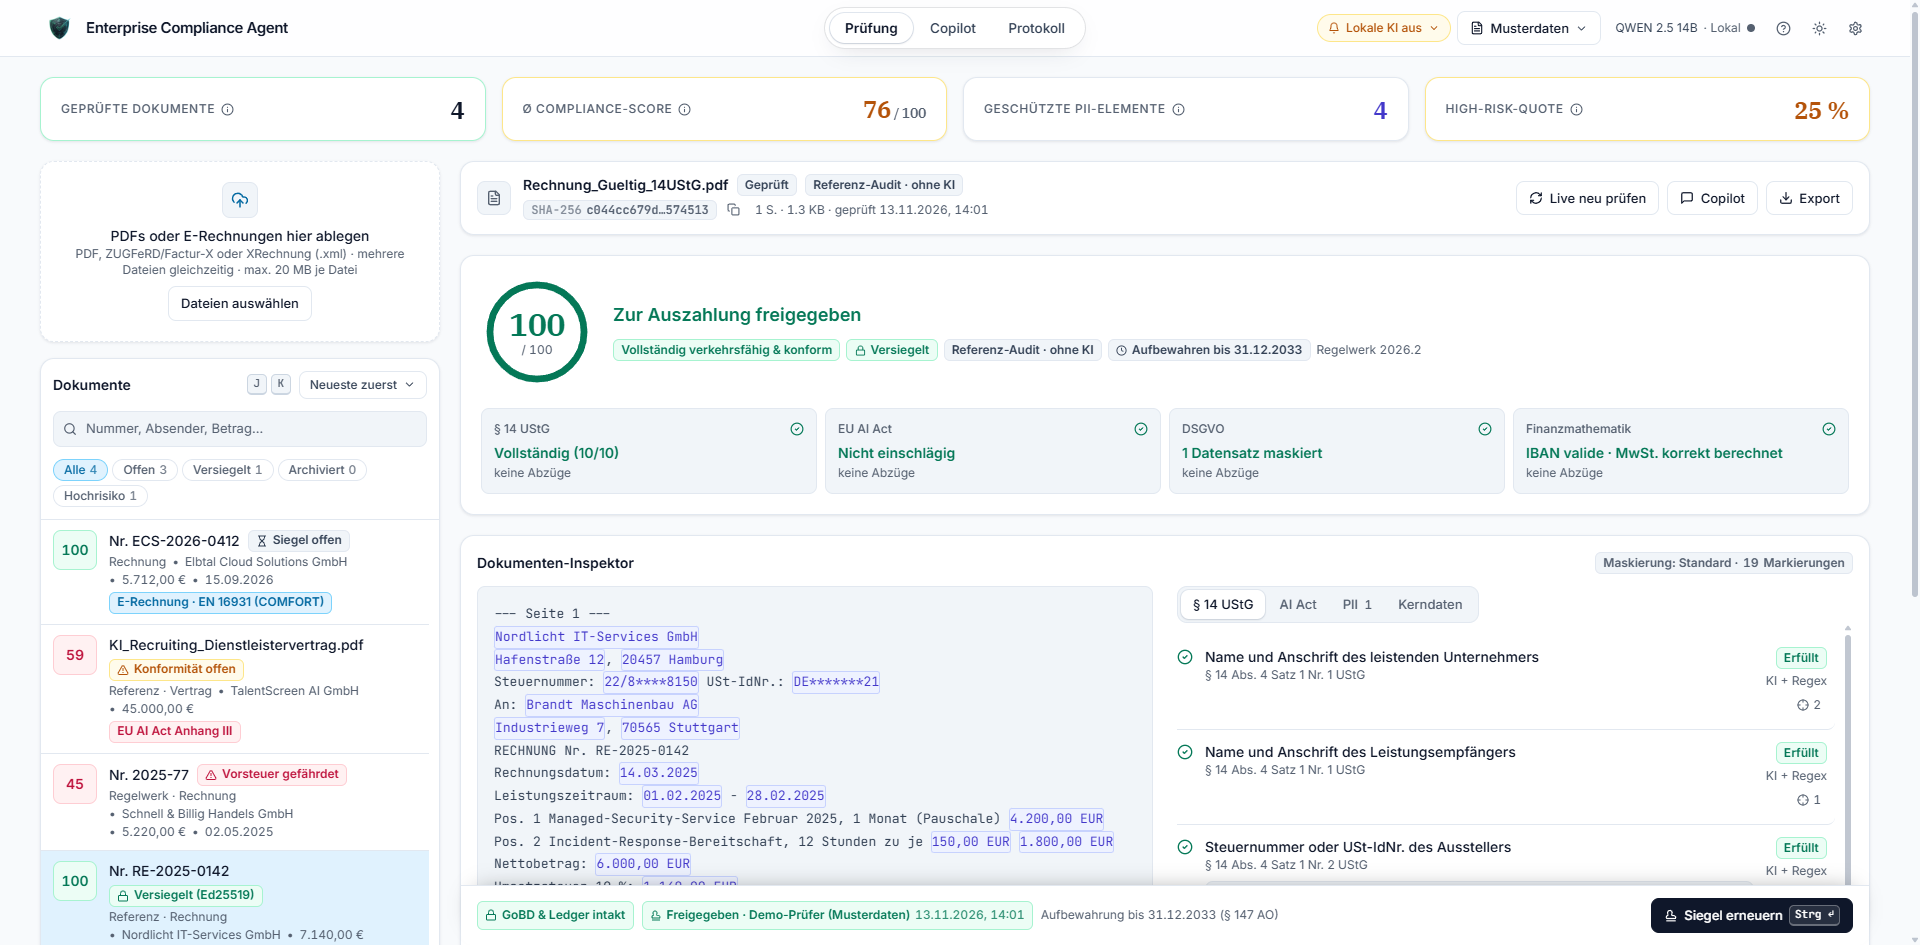 Enterprise Compliance Agent
Prüfung
Copilot
Protokoll
Lokale KI aus
Musterdaten
QWEN 2.5 14B · Lokal
GEPRÜFTE DOKUMENTE
4
Ø COMPLIANCE-SCORE
76 / 100
GESCHÜTZTE PII-ELEMENTE
4
HIGH-RISK-QUOTE
25 %
PDFs oder E-Rechnungen hier ablegen
PDF, ZUGFeRD/Factur-X oder XRechnung (.xml) · mehrere
Dateien gleichzeitig · max. 20 MB je Datei
Dateien auswählen
Dokumente
J
K
Neueste zuerst
Nummer, Absender, Betrag...
Alle 4
Offen 3
Versiegelt 1
Archiviert 0
Hochrisiko 1
100
Nr. ECS-2026-0412
Siegel offen
Rechnung • Elbtal Cloud Solutions GmbH
• 5.712,00 € • 15.09.2026
E-Rechnung · EN 16931 (COMFORT)
59
KI_Recruiting_Dienstleistervertrag.pdf
Konformität offen
Referenz · Vertrag • TalentScreen AI GmbH
• 45.000,00 €
EU AI Act Anhang III
45
Nr. 2025-77
Vorsteuer gefährdet
Regelwerk · Rechnung
• Schnell & Billig Handels GmbH
• 5.220,00 € • 02.05.2025
100
Nr. RE-2025-0142
Versiegelt (Ed25519)
Referenz · Rechnung
• Nordlicht IT-Services GmbH • 7.140,00 €
Rechnung_Gueltig_14UStG.pdf
Geprüft
Referenz-Audit · ohne KI
SHA-256 c044cc679d…574513
1 S. · 1.3 KB · geprüft 13.11.2026, 14:01
Live neu prüfen
Copilot
Export
100
/ 100
Zur Auszahlung freigegeben
Vollständig verkehrsfähig & konform
Versiegelt
Referenz-Audit · ohne KI
Aufbewahren bis 31.12.2033
Regelwerk 2026.2
§ 14 UStG
Vollständig (10/10)
keine Abzüge
EU AI Act
Nicht einschlägig
keine Abzüge
DSGVO
1 Datensatz maskiert
keine Abzüge
Finanzmathematik
IBAN valide · MwSt. korrekt berechnet
keine Abzüge
Dokumenten-Inspektor
Maskierung: Standard · 19 Markierungen
--- Seite 1 ---
Nordlicht IT-Services GmbH
Hafenstraße 12, 20457 Hamburg
Steuernummer: 22/8****8150 USt-IdNr.: DE*******21
An: Brandt Maschinenbau AG
Industrieweg 7, 70565 Stuttgart
RECHNUNG Nr. RE-2025-0142
Rechnungsdatum: 14.03.2025
Leistungszeitraum: 01.02.2025 - 28.02.2025
Pos. 1 Managed-Security-Service Februar 2025, 1 Monat (Pauschale) 4.200,00 EUR
Pos. 2 Incident-Response-Bereitschaft, 12 Stunden zu je 150,00 EUR 1.800,00 EUR
Nettobetrag: 6.000,00 EUR
§ 14 UStG
AI Act
PII 1
Kerndaten
Name und Anschrift des leistenden Unternehmers
§ 14 Abs. 4 Satz 1 Nr. 1 UStG
Erfüllt
KI + Regex
2
Name und Anschrift des Leistungsempfängers
§ 14 Abs. 4 Satz 1 Nr. 1 UStG
Erfüllt
KI + Regex
1
Steuernummer oder USt-IdNr. des Ausstellers
§ 14 Abs. 4 Satz 1 Nr. 2 UStG
Erfüllt
KI + Regex
GoBD & Ledger intakt
Freigegeben · Demo-Prüfer (Musterdaten) 13.11.2026, 14:01
Aufbewahrung bis 31.12.2033 (§ 147 AO)
Siegel erneuern
Strg ⏎